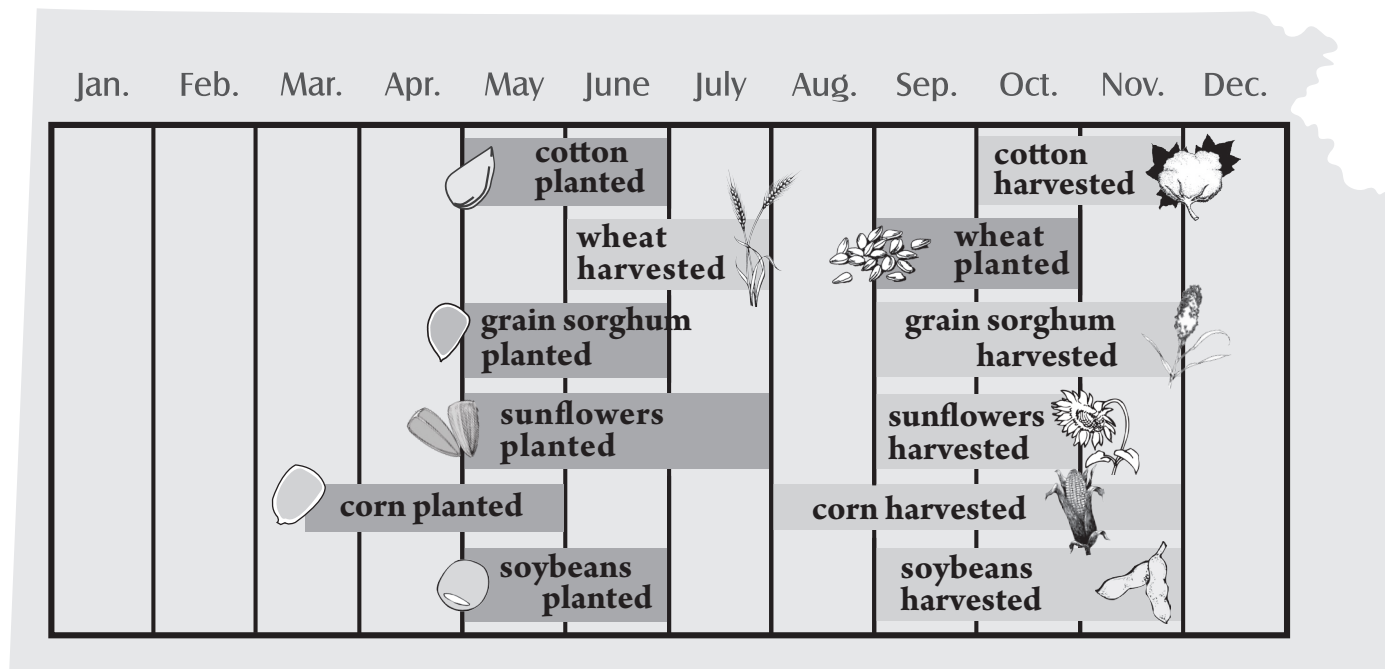 Jan. Feb. Mar. Apr. May June July Aug. Sep. Oct. Nov. Dec.
cotton
planted
cotton
harvested
wheat
harvested
wheat
planted
grain sorghum
planted
grain sorghum
harvested
sunflowers
planted
sunflowers
harvested
corn planted
corn harvested
soybeans
planted
soybeans
harvested